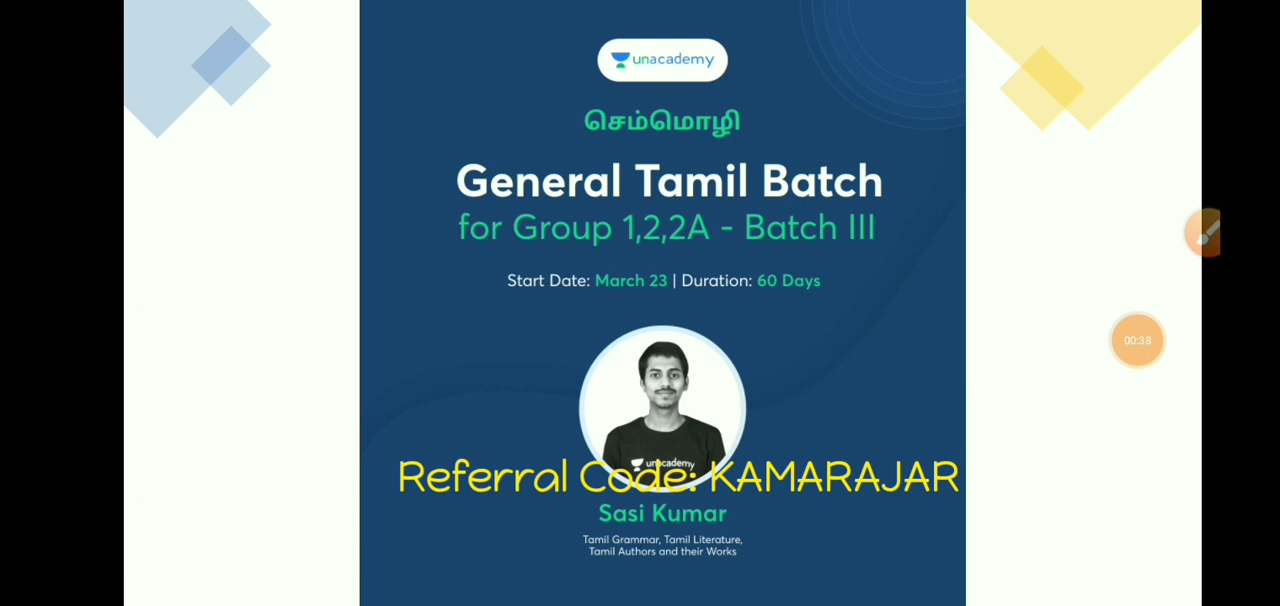 unacademy
செம்மொழி
General Tamil Batch
for Group 1,2,2A - Batch III
Start Date: March 23 | Duration: 60 Days
00:38
unacademy
Referral Code: KAMARAJAR
Sasi Kumar
Tamil Grammar, Tamil Literature,
Tamil Authors and their Works